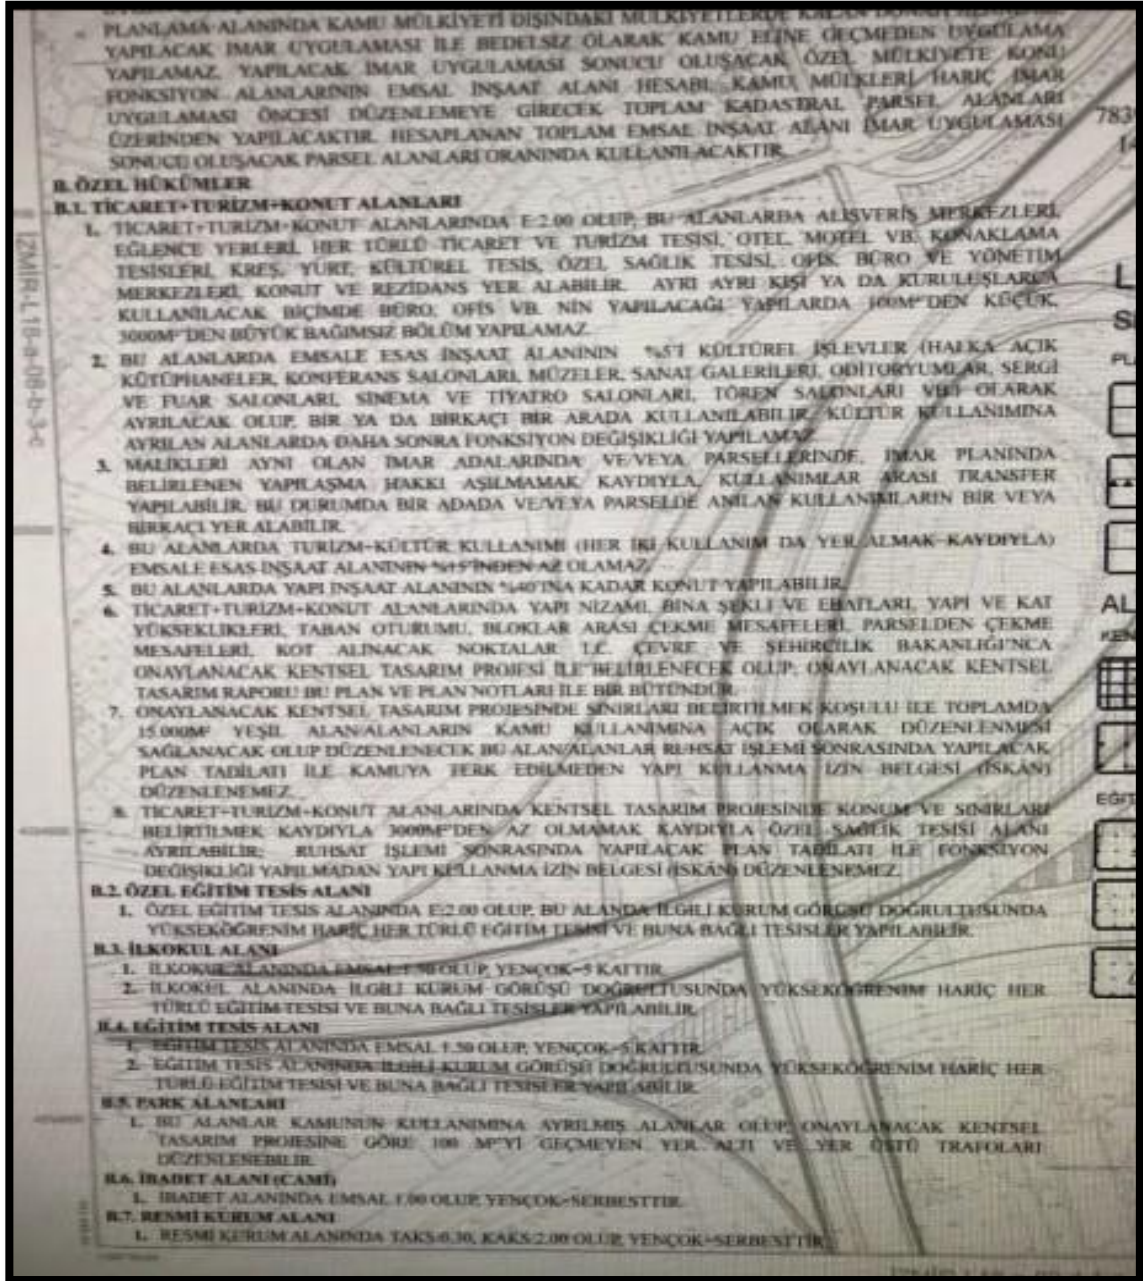 PLANLAMA ALANINDA KAMU MÜLKİYETİ DIŞINDAKİ MÜLKİYETLERDE KALAN DONATI
YAPILACAK İMAR UYGULAMASI İLE BEDELSİZ OLARAK KAMU ELİNE GEÇMEDEN UYGULAMA
YAPILAMAZ. YAPILACAK İMAR UYGULAMASI SONUCU OLUŞACAK ÖZEL MÜLKİYETE KONU
FONKSİYON ALANLARININ EMSAL İNŞAAT ALANI HESABI, KAMU MÜLKLERİ HARİÇ İMAR
UYGULAMASI ÖNCESİ DÜZENLEMEYE GİRECEK TOPLAM KADASTRAL PARSEL ALANLARI
ÜZERİNDEN YAPILACAKTIR. HESAPLANAN TOPLAM EMSAL İNŞAAT ALANI İMAR UYGULAMASI
SONUCU OLUŞACAK PARSEL ALANLARI ORANINDA KULLANILACAKTIR.
B. ÖZEL HÜKÜMLER
B.1. TİCARET+TURİZM+KONUT ALANLARI
1. TİCARET+TURİZM+KONUT ALANLARINDA E:2.00 OLUP, BU ALANLARDA ALIŞVERİŞ MERKEZLERİ,
EĞLENCE YERLERİ, HER TÜRLÜ TİCARET VE TURİZM TESİSİ, OTEL, MOTEL VB. KONAKLAMA
TESİSLERİ, KREŞ, YURT, KÜLTÜREL TESİS, ÖZEL SAĞLIK TESİSİ, OFİS, BÜRO VE YÖNETİM
MERKEZLERİ, KONUT VE REZİDANS YER ALABİLİR. AYRI AYRI KİŞİ YA DA KURULUŞLARCA
KULLANILACAK BİÇİMDE BÜRO, OFİS VB. NİN YAPILACAĞI YAPILARDA 100M²'DEN KÜÇÜK,
5000M²'DEN BÜYÜK BAĞIMSIZ BÖLÜM YAPILAMAZ.
2. BU ALANLARDA EMSALE ESAS İNŞAAT ALANININ %5'İ KÜLTÜREL İŞLEVLER (HALKA AÇIK
KÜTÜPHANELER, KONFERANS SALONLARI, MÜZELER, SANAT GALERİLERİ, ODİTORYUMLAR, SERGİ
VE FUAR SALONLARI, SİNEMA VE TİYATRO SALONLARI, TÖREN SALONLARI VB.) OLARAK
AYRILACAK OLUP, BİR YA DA BİRKAÇI BİR ARADA KULLANILABİLİR. KÜLTÜR KULLANIMINA
AYRILAN ALANLARDA DAHA SONRA FONKSİYON DEĞİŞİKLİĞİ YAPILAMAZ.
3. MALİKLERİ AYNI OLAN İMAR ADALARINDA VE/VEYA PARSELLERİNDE, İMAR PLANINDA
BELİRLENEN YAPILAŞMA HAKKI AŞILMAMAK KAYDIYLA, KULLANIMLAR ARASI TRANSFER
YAPILABİLİR. BU DURUMDA BİR ADADA VE/VEYA PARSELDE ANILAN KULLANIMLARIN BİR VEYA
BİRKAÇI YER ALABİLİR.
4. BU ALANLARDA TURİZM-KÜLTÜR KULLANIMI (HER İKİ KULLANIM DA YER ALMAK KAYDIYLA)
EMSALE ESAS İNŞAAT ALANININ %15'İNDEN AZ OLAMAZ.
5. BU ALANLARDA YAPI İNŞAAT ALANININ %40'INA KADAR KONUT YAPILABİLİR.
6. TİCARET+TURİZM+KONUT ALANLARINDA YAPI NİZAMI, BİNA ŞEKLİ VE EBATLARI, YAPI VE KAT
YÜKSEKLİKLERİ, TABAN OTURUMU, BLOKLAR ARASI ÇEKME MESAFELERİ, PARSELDEN ÇEKME
MESAFELERİ, KOT ALINACAK NOKTALAR T.C. ÇEVRE VE ŞEHİRCİLİK BAKANLIĞI'NCA
ONAYLANACAK KENTSEL TASARIM PROJESİ İLE BELİRLENECEK OLUP; ONAYLANACAK KENTSEL
TASARIM RAPORU BU PLAN VE PLAN NOTLARI İLE BİR BÜTÜNDÜR.
7. ONAYLANACAK KENTSEL TASARIM PROJESİNDE SINIRLARI BELİRTİLMEK KOŞULU İLE TOPLAMDA
15.000M² YEŞİL ALAN/ALANLARIN KAMU KULLANIMINA AÇIK OLARAK DÜZENLENMESİ
SAĞLANACAK OLUP DÜZENLENECEK BU ALAN/ALANLAR RUHSAT İŞLEMİ SONRASINDA YAPILACAK
PLAN TADİLATI İLE KAMUYA TERK EDİLMEDEN YAPI KULLANMA İZİN BELGESİ (İSKÂN)
DÜZENLENEMEZ.
8. TİCARET+TURİZM+KONUT ALANLARINDA KENTSEL TASARIM PROJESİNDE KONUM VE SINIRLARI
BELİRTİLMEK KAYDIYLA 3000M²'DEN AZ OLMAMAK KAYDIYLA ÖZEL SAĞLIK TESİSİ ALANI
AYRILABİLİR; RUHSAT İŞLEMİ SONRASINDA YAPILACAK PLAN TADİLATI İLE FONKSİYON
DEĞİŞİKLİĞİ YAPILMADAN YAPI KULLANMA İZİN BELGESİ (İSKÂN) DÜZENLENEMEZ.
B.2. ÖZEL EĞİTİM TESİS ALANI
1. ÖZEL EĞİTİM TESİS ALANINDA E:2.00 OLUP, BU ALANDA İLGİLİ KURUM GÖRÜŞÜ DOĞRULTUSUNDA
YÜKSEKÖĞRENİM HARİÇ HER TÜRLÜ EĞİTİM TESİSİ VE BUNA BAĞLI TESİSLER YAPILABİLİR.
B.3. İLKOKUL ALANI
1. İLKOKUL ALANINDA EMSAL 1.50 OLUP, YENÇOK=5 KATTIR.
2. İLKOKUL ALANINDA İLGİLİ KURUM GÖRÜŞÜ DOĞRULTUSUNDA YÜKSEKÖĞRENİM HARİÇ HER
TÜRLÜ EĞİTİM TESİSİ VE BUNA BAĞLI TESİSLER YAPILABİLİR.
B.4. EĞİTİM TESİS ALANI
1. EĞİTİM TESİS ALANINDA EMSAL 1.50 OLUP, YENÇOK=5 KATTIR.
2. EĞİTİM TESİS ALANINDA İLGİLİ KURUM GÖRÜŞÜ DOĞRULTUSUNDA YÜKSEKÖĞRENİM HARİÇ HER
TÜRLÜ EĞİTİM TESİSİ VE BUNA BAĞLI TESİSLER YAPILABİLİR.
B.5. PARK ALANLARI
1. BU ALANLAR KAMUNUN KULLANIMINA AYRILMIŞ ALANLAR OLUP, ONAYLANACAK KENTSEL
TASARIM PROJESİNE GÖRE 100 M²'Yİ GEÇMEYEN YER ALTI VE YER ÜSTÜ TRAFOLARI
DÜZENLENEBİLİR.
B.6. İBADET ALANI (CAMİ)
1. İBADET ALANINDA EMSAL 1.00 OLUP, YENÇOK=SERBESTTİR.
B.7. RESMİ KURUM ALANI
1. RESMİ KURUM ALANINDA TAKS:0.30, KAKS:2.00 OLUP, YENÇOK=SERBESTTİR.
İZMİR-L18-a-08-b-3-c
783
14
L
S
PL
AL
KEN
EĞİT